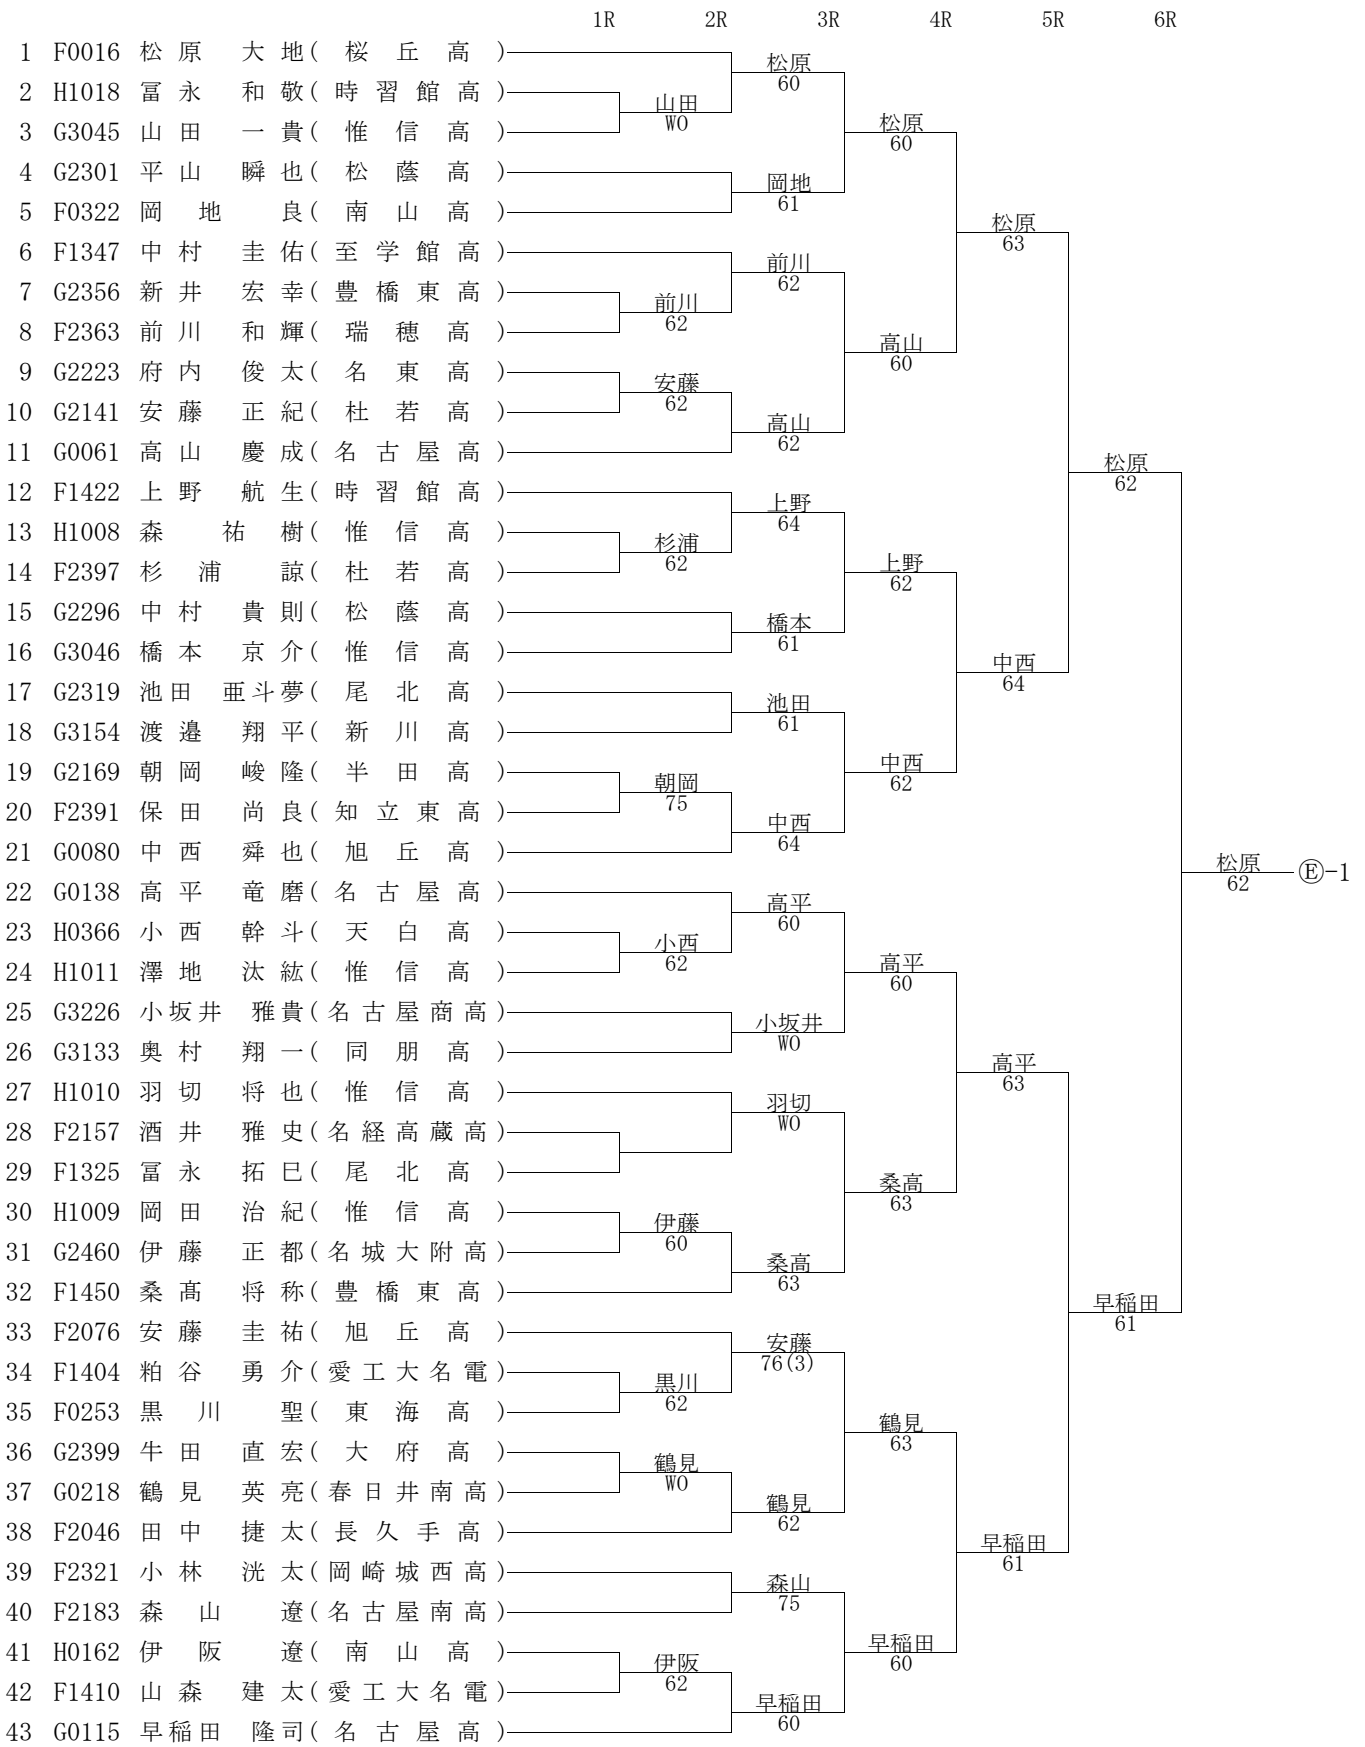 1R 2R 3R 4R 5R 6R
1 F0016 松原 大地(桜丘高) 松原
60
2 H1018 冨永 和敬(時習館高) 山田
WO
3 G3045 山田 一貴(惟信高) 松原
60
4 G2301 平山 瞬也(松蔭高) 岡地
61
5 F0322 岡地 良(南山高) 松原
63
6 F1347 中村 圭佑(至学館高) 前川
62
7 G2356 新井 宏幸(豊橋東高) 前川
62
8 F2363 前川 和輝(瑞穂高) 高山
60
9 G2223 府内 俊太(名東高) 安藤
62
10 G2141 安藤 正紀(杜若高) 高山
62
11 G0061 高山 慶成(名古屋高) 松原
62
12 F1422 上野 航生(時習館高) 上野
64
13 H1008 森 祐樹(惟信高) 杉浦
62
14 F2397 杉浦 諒(杜若高) 上野
62
15 G2296 中村 貴則(松蔭高) 橋本
61
16 G3046 橋本 京介(惟信高) 中西
64
17 G2319 池田 亜斗夢(尾北高) 池田
61
18 G3154 渡邉 翔平(新川高) 中西
62
19 G2169 朝岡 峻隆(半田高) 朝岡
75
20 F2391 保田 尚良(知立東高) 中西
64
21 G0080 中西 舜也(旭丘高) 松原 Ⓔ-1
62
22 G0138 高平 竜磨(名古屋高) 高平
60
23 H0366 小西 幹斗(天白高) 小西
62
24 H1011 澤地 汰紘(惟信高) 高平
60
25 G3226 小坂井 雅貴(名古屋商高) 小坂井
WO
26 G3133 奥村 翔一(同朋高) 高平
63
27 H1010 羽切 将也(惟信高) 羽切
WO
28 F2157 酒井 雅史(名経高蔵高)
29 F1325 冨永 拓巳(尾北高) 桑高
63
30 H1009 岡田 治紀(惟信高) 伊藤
60
31 G2460 伊藤 正都(名城大附高) 桑高
63
32 F1450 桑髙 将称(豊橋東高) 早稲田
61
33 F2076 安藤 圭祐(旭丘高) 安藤
76(3)
34 F1404 粕谷 勇介(愛工大名電) 黒川
62
35 F0253 黒川 聖(東海高) 鶴見
63
36 G2399 牛田 直宏(大府高) 鶴見
WO
37 G0218 鶴見 英亮(春日井南高) 鶴見
62
38 F2046 田中 捷太(長久手高) 早稲田
61
39 F2321 小林 洸太(岡崎城西高) 森山
75
40 F2183 森山 遼(名古屋南高) 早稲田
60
41 H0162 伊阪 遼(南山高) 伊阪
62
42 F1410 山森 建太(愛工大名電) 早稲田
60
43 G0115 早稲田 隆司(名古屋高)